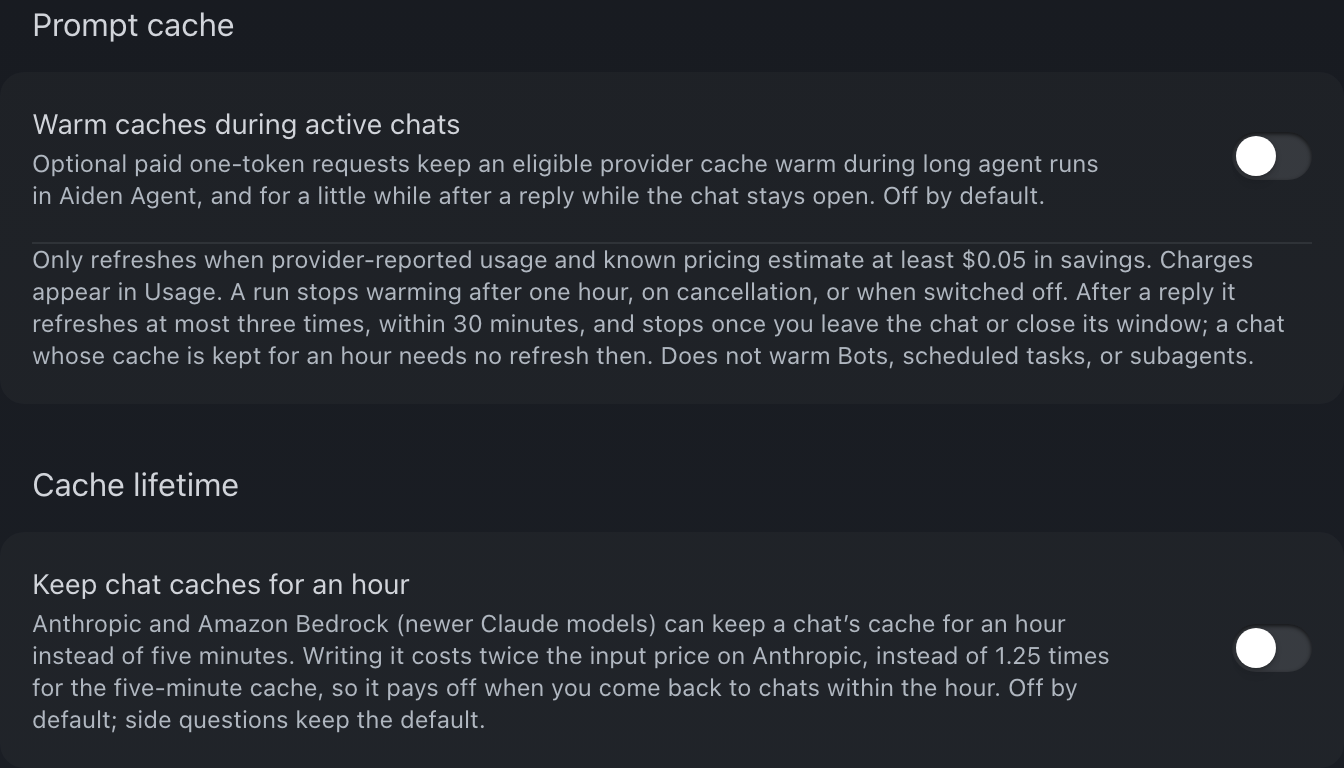 Prompt cache
Warm caches during active chats
Optional paid one-token requests keep an eligible provider cache warm during long agent runs
in Aiden Agent, and for a little while after a reply while the chat stays open. Off by default.
Only refreshes when provider-reported usage and known pricing estimate at least $0.05 in savings. Charges
appear in Usage. A run stops warming after one hour, on cancellation, or when switched off. After a reply it
refreshes at most three times, within 30 minutes, and stops once you leave the chat or close its window; a chat
whose cache is kept for an hour needs no refresh then. Does not warm Bots, scheduled tasks, or subagents.
Cache lifetime
Keep chat caches for an hour
Anthropic and Amazon Bedrock (newer Claude models) can keep a chat’s cache for an hour
instead of five minutes. Writing it costs twice the input price on Anthropic, instead of 1.25 times
for the five-minute cache, so it pays off when you come back to chats within the hour. Off by
default; side questions keep the default.